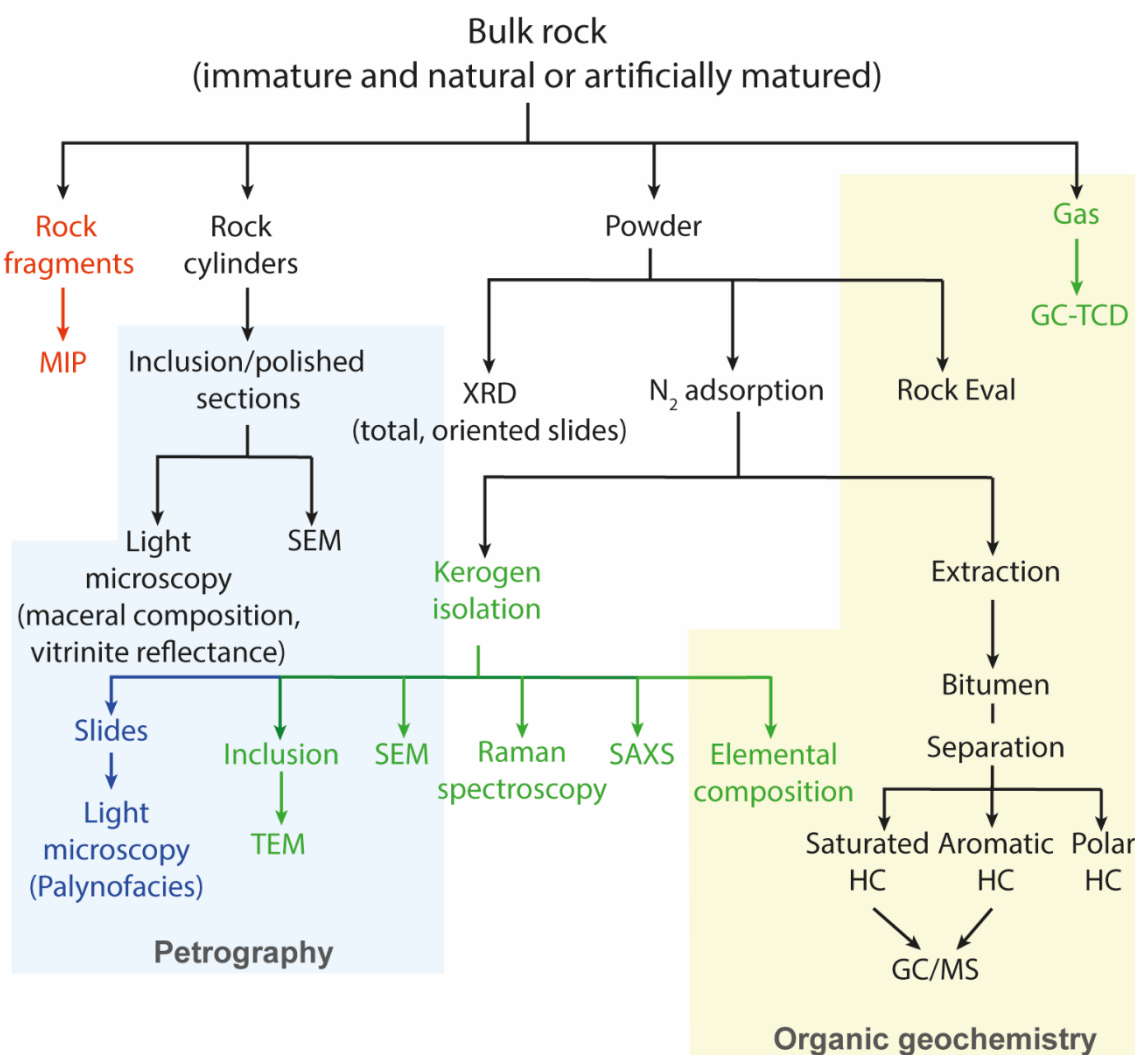 Bulk rock
(immature and natural or artificially matured)
Rock
fragments
MIP
Rock
cylinders
Inclusion/polished
sections
Light
microscopy
(maceral composition,
vitrinite reflectance)
SEM
Powder
XRD
(total, oriented slides)
N₂ adsorption
Rock Eval
Gas
GC-TCD
Kerogen
isolation
Slides
Light
microscopy
(Palynofacies)
Inclusion
TEM
SEM
Raman
spectroscopy
SAXS
Elemental
composition
Extraction
Bitumen
Separation
Saturated
HC
Aromatic
HC
Polar
HC
GC/MS
Petrography
Organic geochemistry